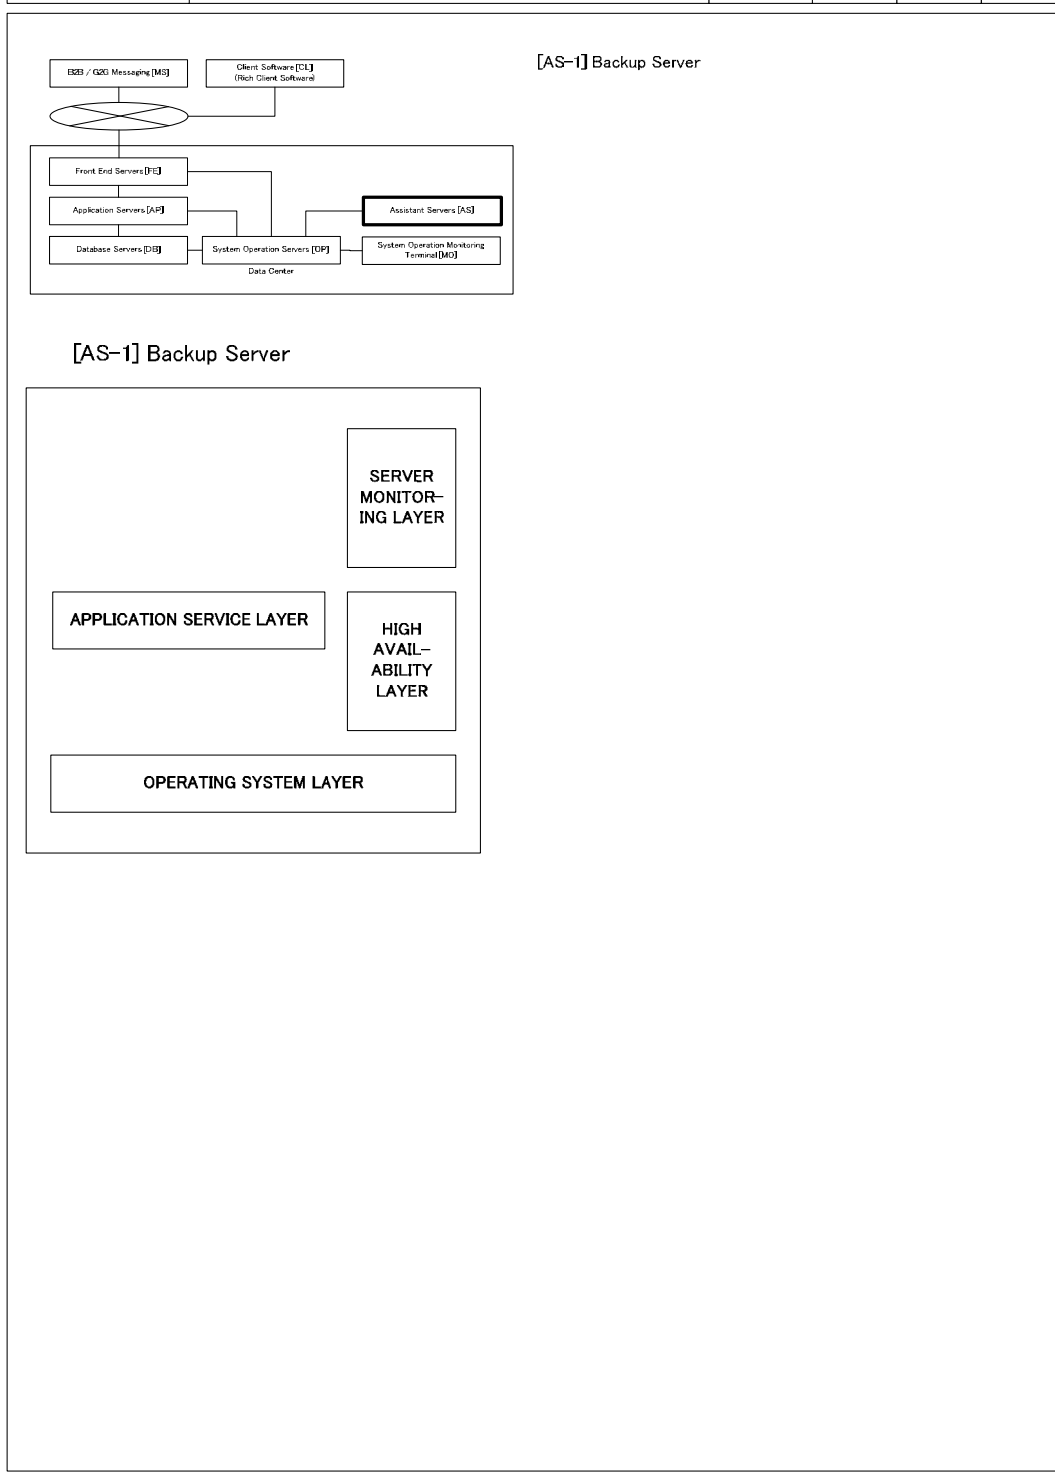 [AS-1] Backup Server
B2B / G2G Messaging [MS]
Client Software [CL]
(Rich Client Software)
Front End Servers [FE]
Application Servers [AP]
Assistant Servers [AS]
Database Servers [DB]
System Operation Servers [OP]
System Operation Monitoring
Terminal [MO]
Data Center
[AS-1] Backup Server
SERVER
MONITOR-
ING LAYER
APPLICATION SERVICE LAYER
HIGH
AVAIL-
ABILITY
LAYER
OPERATING SYSTEM LAYER